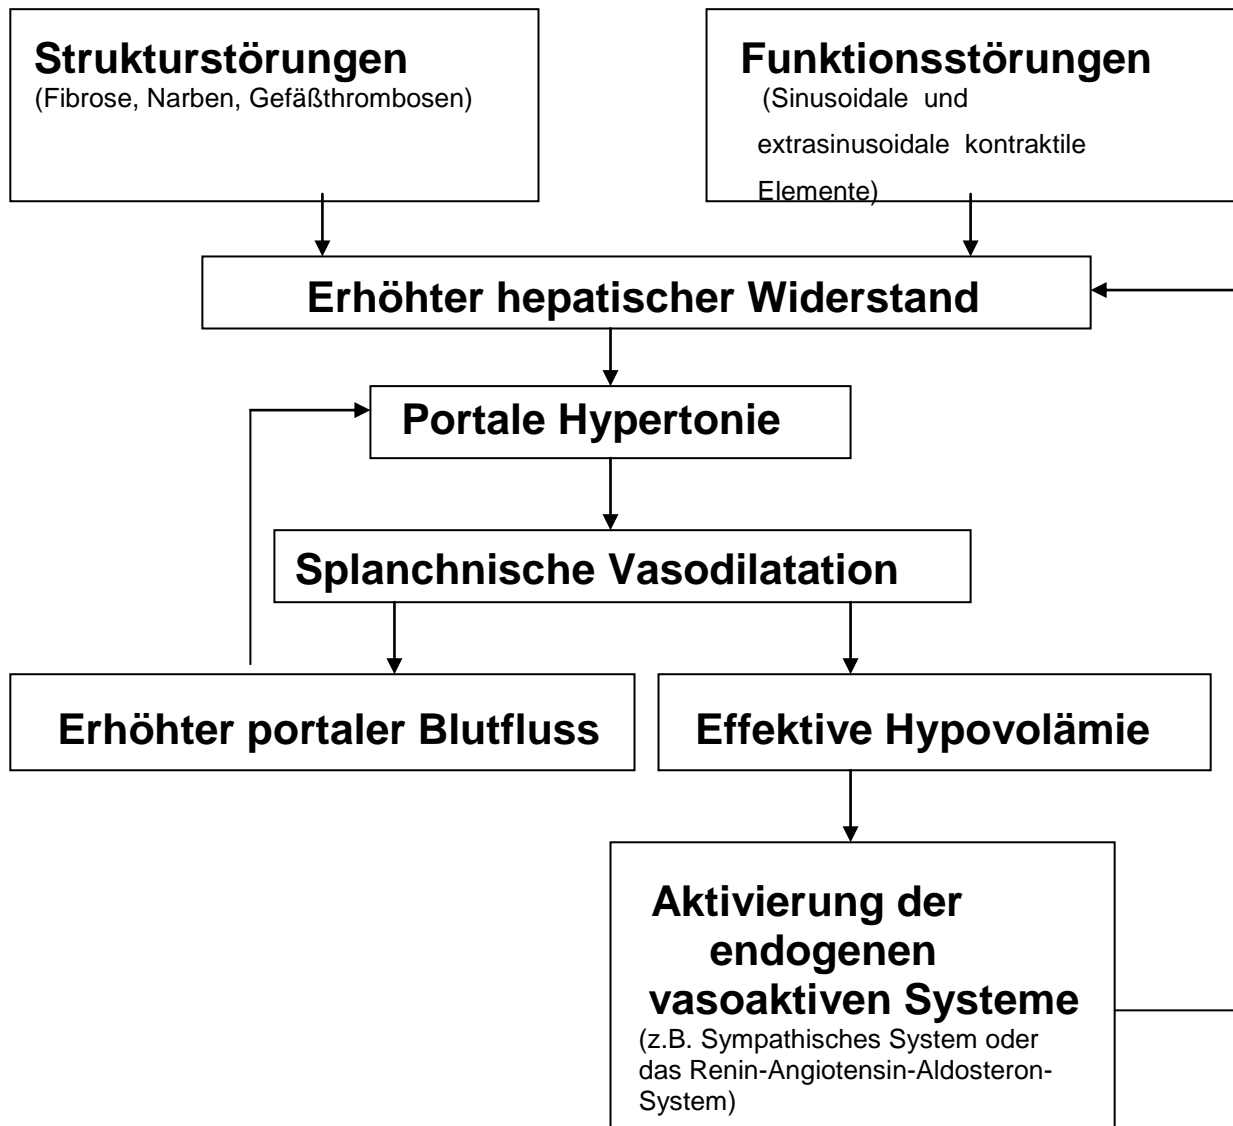 Strukturstörungen
(Fibrose, Narben, Gefäßthrombosen)
Funktionsstörungen
(Sinusoidale und
extrasinusoidale kontraktile
Elemente)
Erhöhter hepatischer Widerstand
Portale Hypertonie
Splanchnische Vasodilatation
Erhöhter portaler Blutfluss
Effektive Hypovolämie
Aktivierung der
endogenen
vasoaktiven Systeme
(z.B. Sympathisches System oder
das Renin-Angiotensin-Aldosteron-
System)